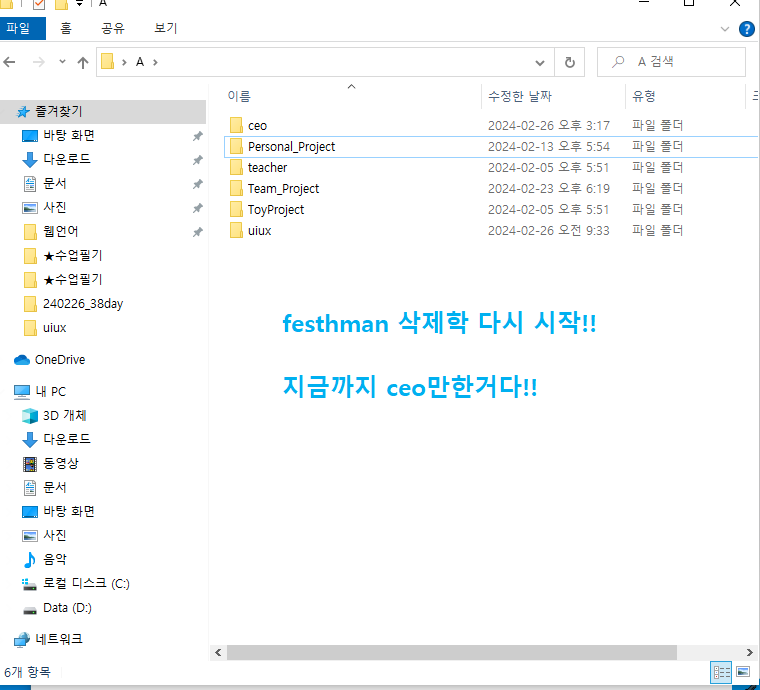 A
파일 홈 공유 보기
A
A 검색
이름 수정한 날짜 유형
즐겨찾기
바탕 화면
다운로드
문서
사진
웹언어
★수업필기
★수업필기
240226_38day
uiux
OneDrive
내 PC
3D 개체
다운로드
동영상
문서
바탕 화면
사진
음악
로컬 디스크 (C:)
Data (D:)
네트워크
ceo 2024-02-26 오후 3:17 파일 폴더
Personal_Project 2024-02-13 오후 5:54 파일 폴더
teacher 2024-02-05 오후 5:51 파일 폴더
Team_Project 2024-02-23 오후 6:19 파일 폴더
ToyProject 2024-02-05 오후 5:51 파일 폴더
uiux 2024-02-26 오전 9:33 파일 폴더
festhman 삭제학 다시 시작!!
지금까지 ceo만한거다!!
6개 항목